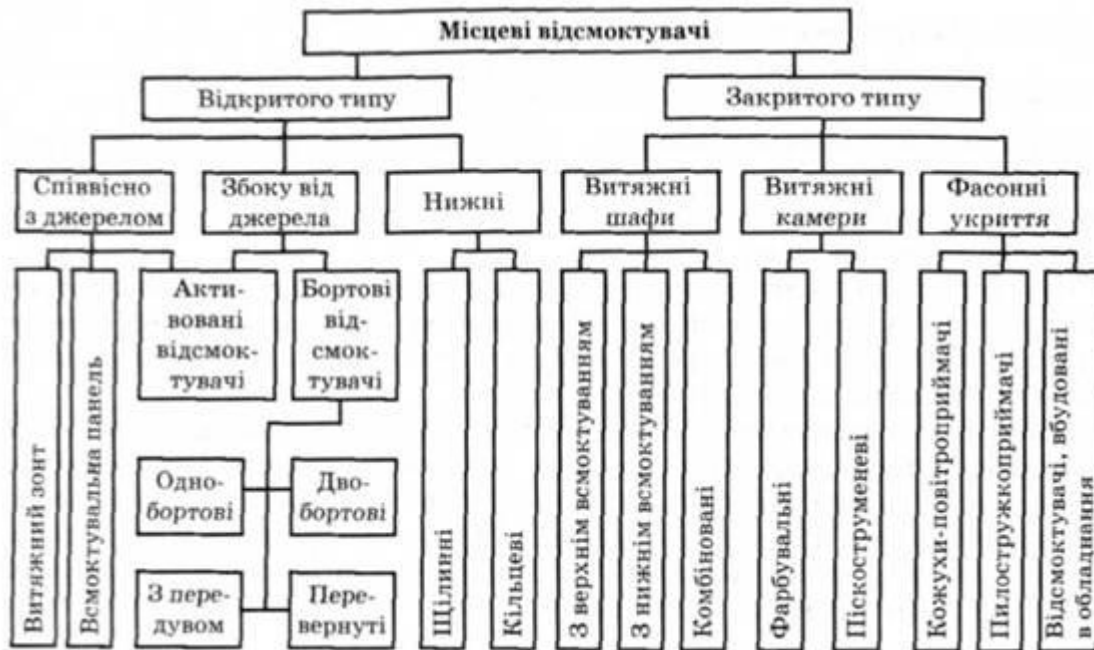 Місцеві відсмоктувачі
Відкритого типу
Закритого типу
Співвісно
з джерелом
Збоку від
джерела
Нижні
Витяжні
шафи
Витяжні
камери
Фасонні
укриття
Витяжний зонт
Всмоктувальна панель
Акти-
вовані
відсмок-
тувачі
Бортові
від-
смок-
тувачі
Одно-
бортові
Дво-
бортові
З пере-
дувом
Пере-
вернуті
Щілинні
Кільцеві
З верхнім всмоктуванням
З нижнім всмоктуванням
Комбіновані
Фарбувальні
Піскоструменеві
Кожухи-повітроприймачі
Пилостружкоприймачі
Відсмоктувачі, вбудовані
в обладнання